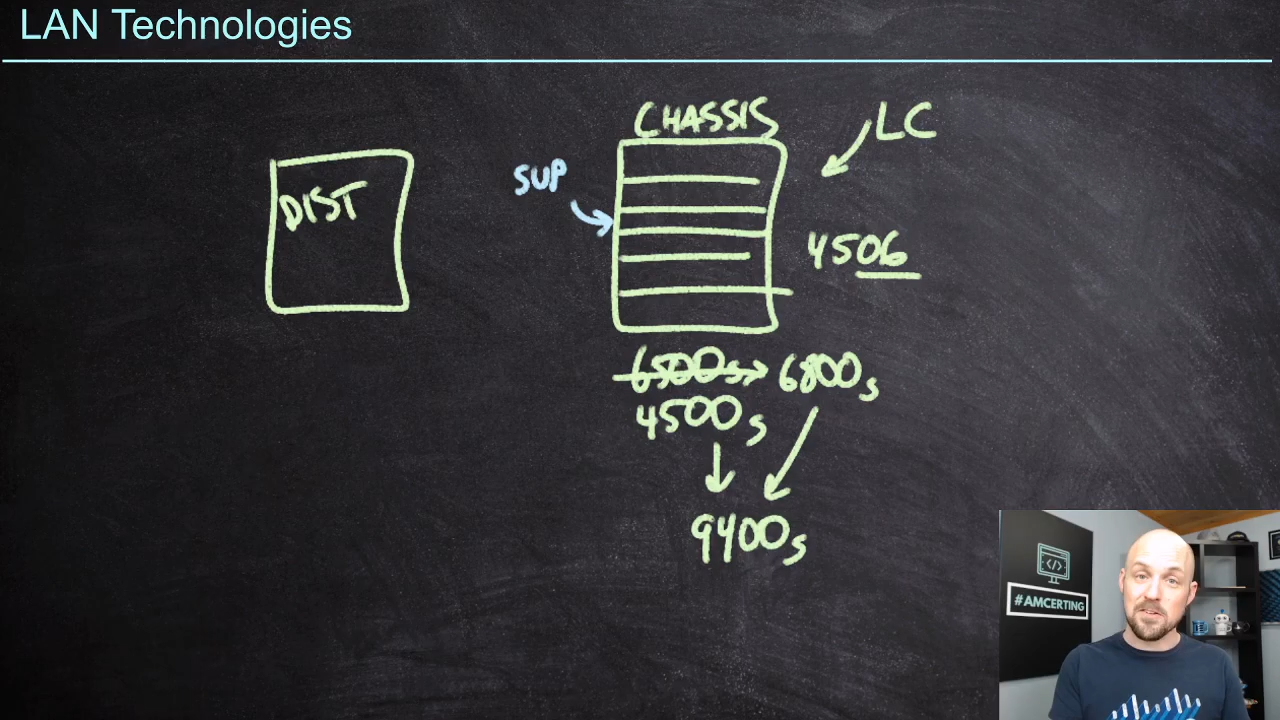 LAN Technologies
CHASSIS
LC
SUP
DIST
4506
6500s → 6800s
4500s
9400s
</> 
#AMCERTING